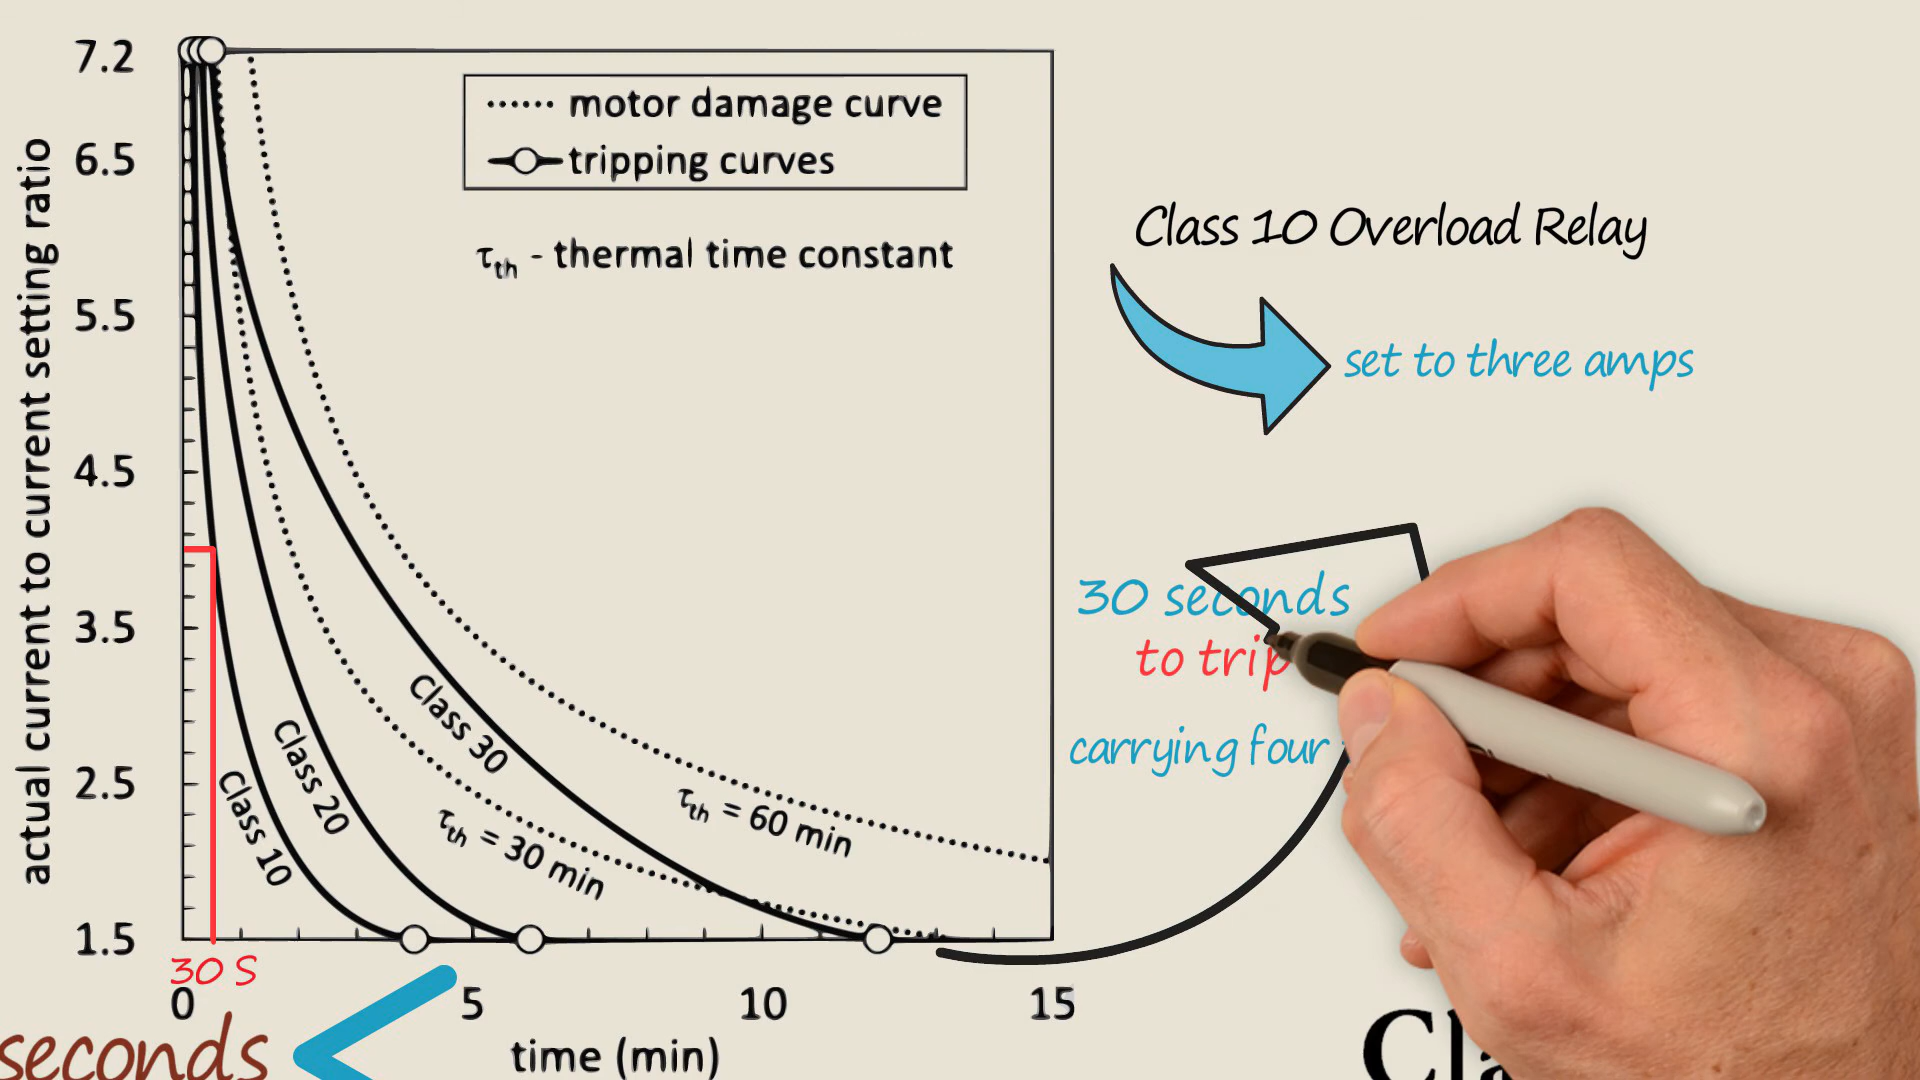 7.2
6.5
5.5
4.5
3.5
2.5
1.5
actual current to current setting ratio
motor damage curve
tripping curves
τth - thermal time constant
Class 10
Class 20
Class 30
τth = 30 min
τth = 60 min
30 S
0
5
10
15
time (min)
seconds
Class 10 Overload Relay
set to three amps
30 seconds
to trip
carrying four